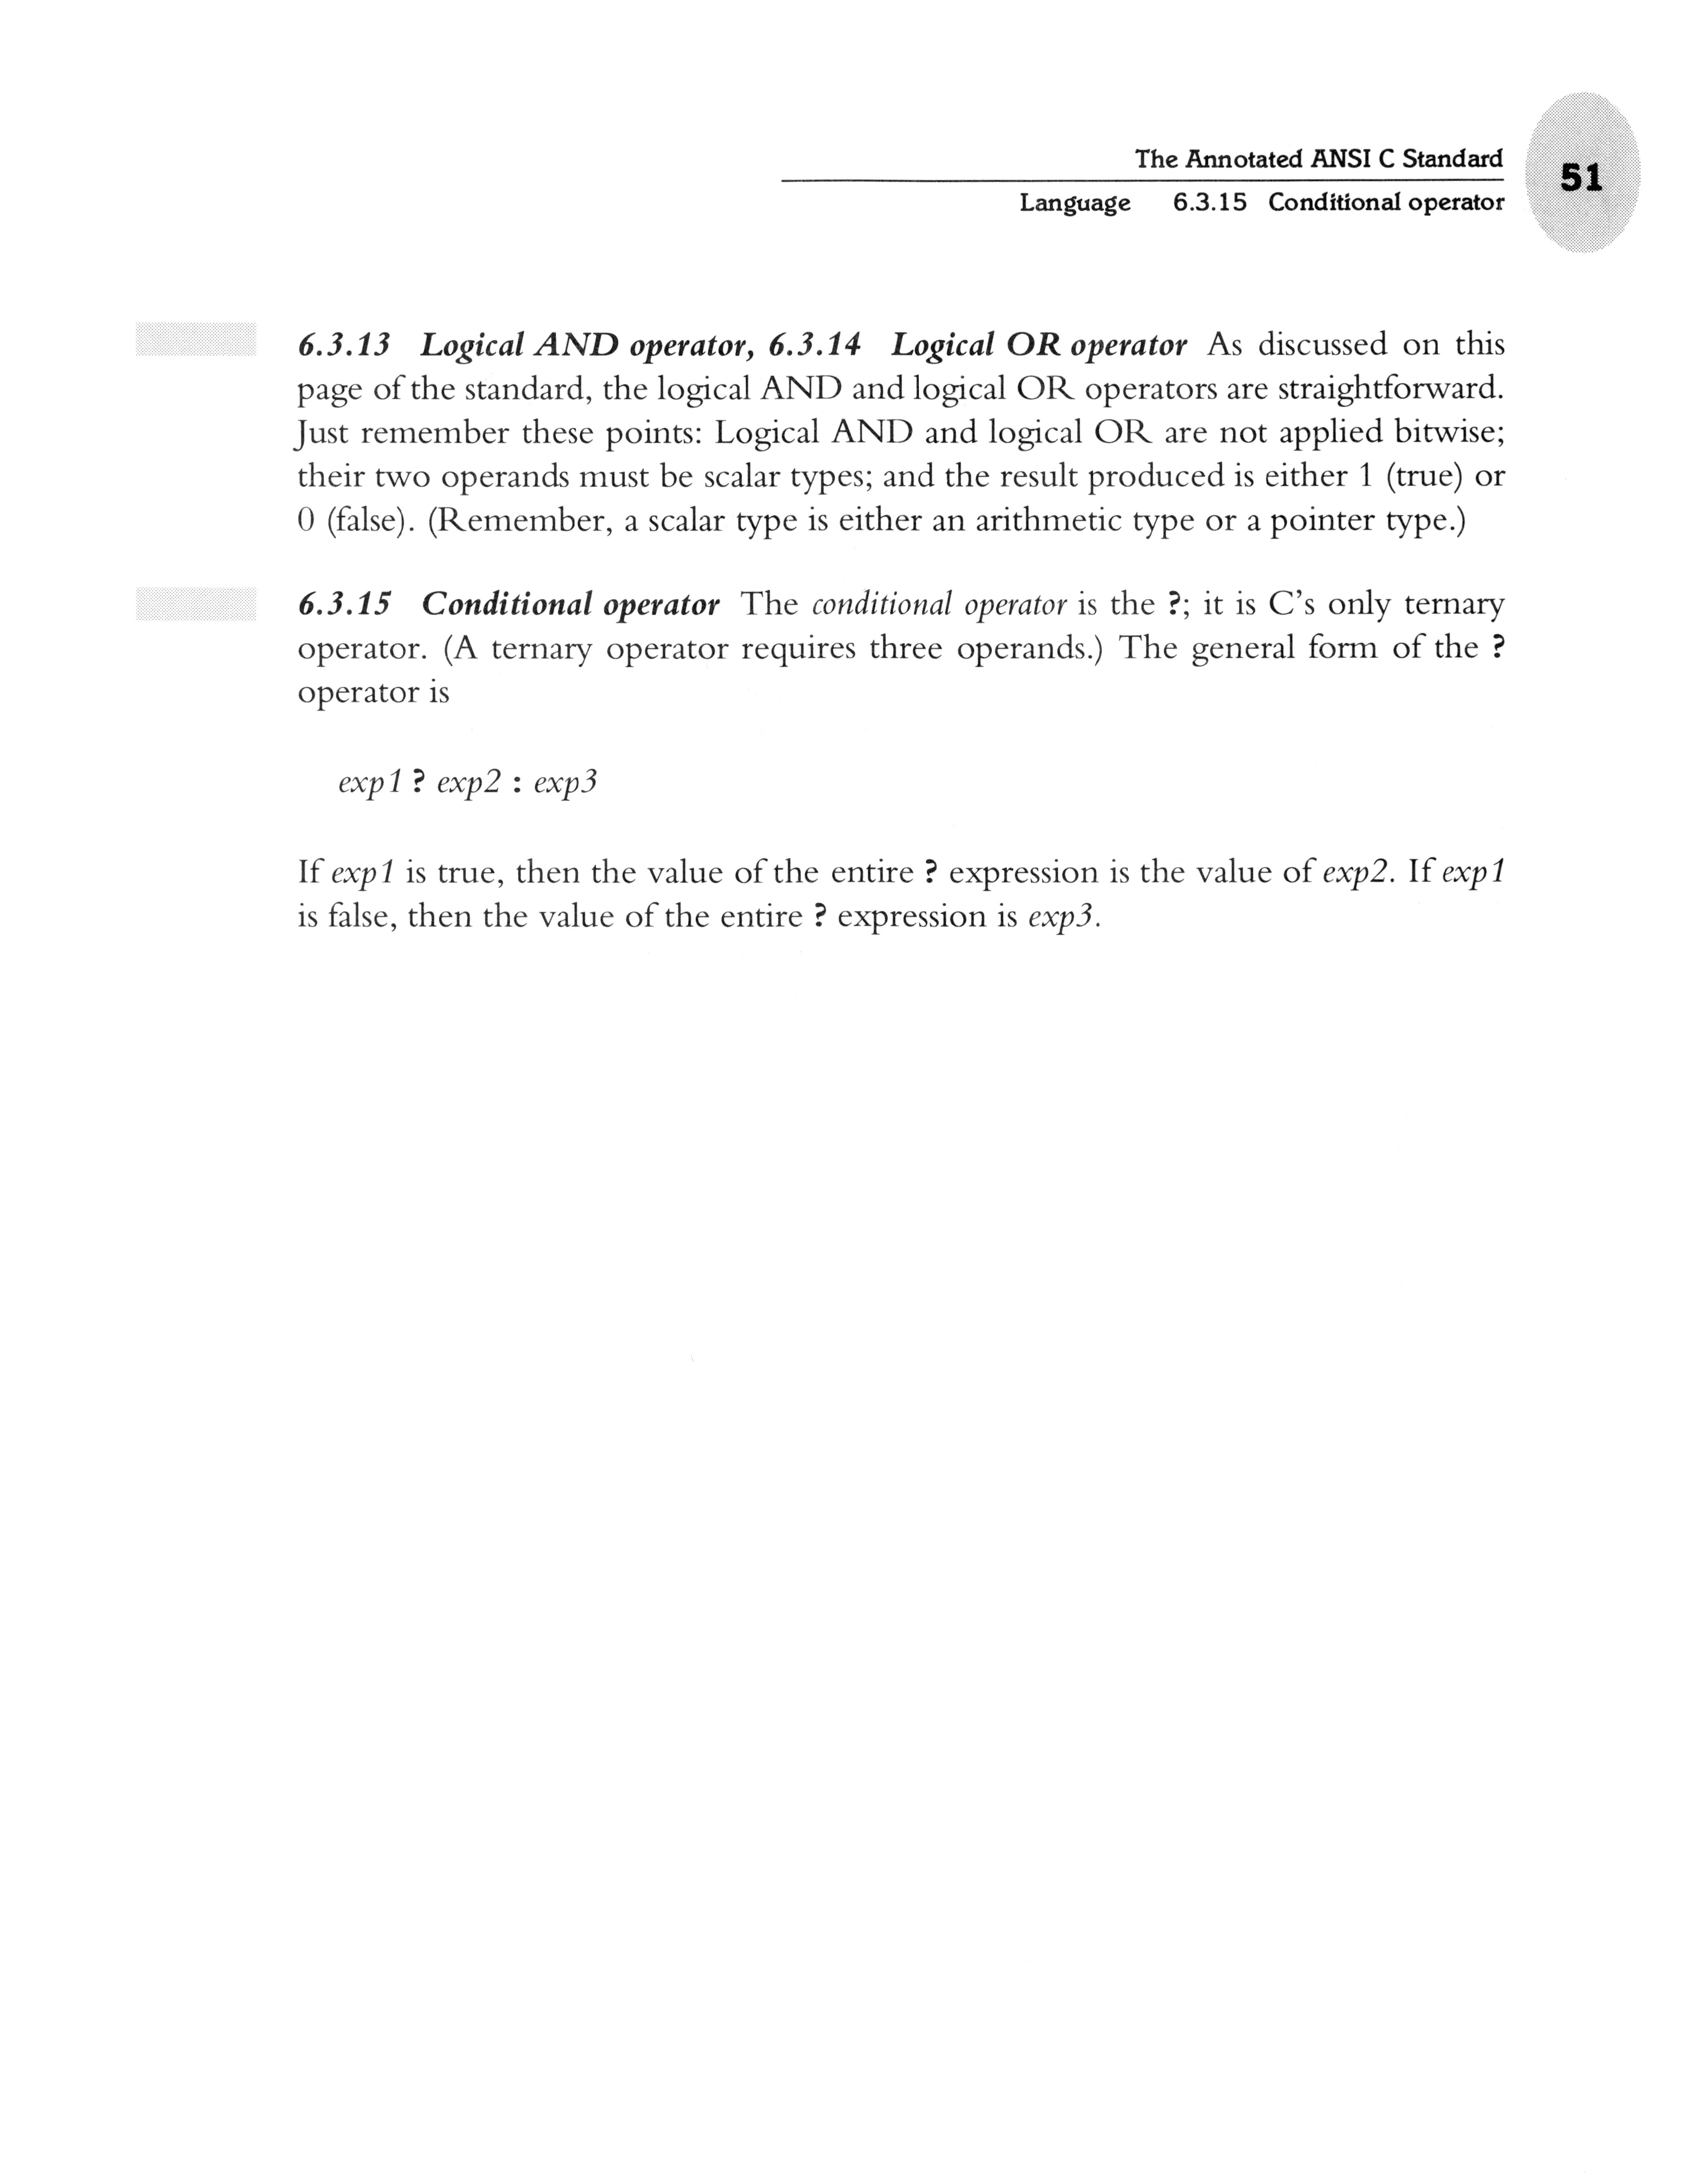 The Annotated ANSI C Standard
51
Language 6.3.15 Conditional operator
6.3.13 Logical AND operator, 6.3.14 Logical OR operator As discussed on this
page of the standard, the logical AND and logical OR operators are straightforward.
Just remember these points: Logical AND and logical OR are not applied bitwise;
their two operands must be scalar types; and the result produced is either 1 (true) or
0 (false). (Remember, a scalar type is either an arithmetic type or a pointer type.)
6.3.15 Conditional operator The conditional operator is the ?; it is C's only ternary
operator. (A ternary operator requires three operands.) The general form of the ?
operator is
exp1 ? exp2 : exp3
If exp1 is true, then the value of the entire ? expression is the value of exp2. If exp1
is false, then the value of the entire ? expression is exp3.